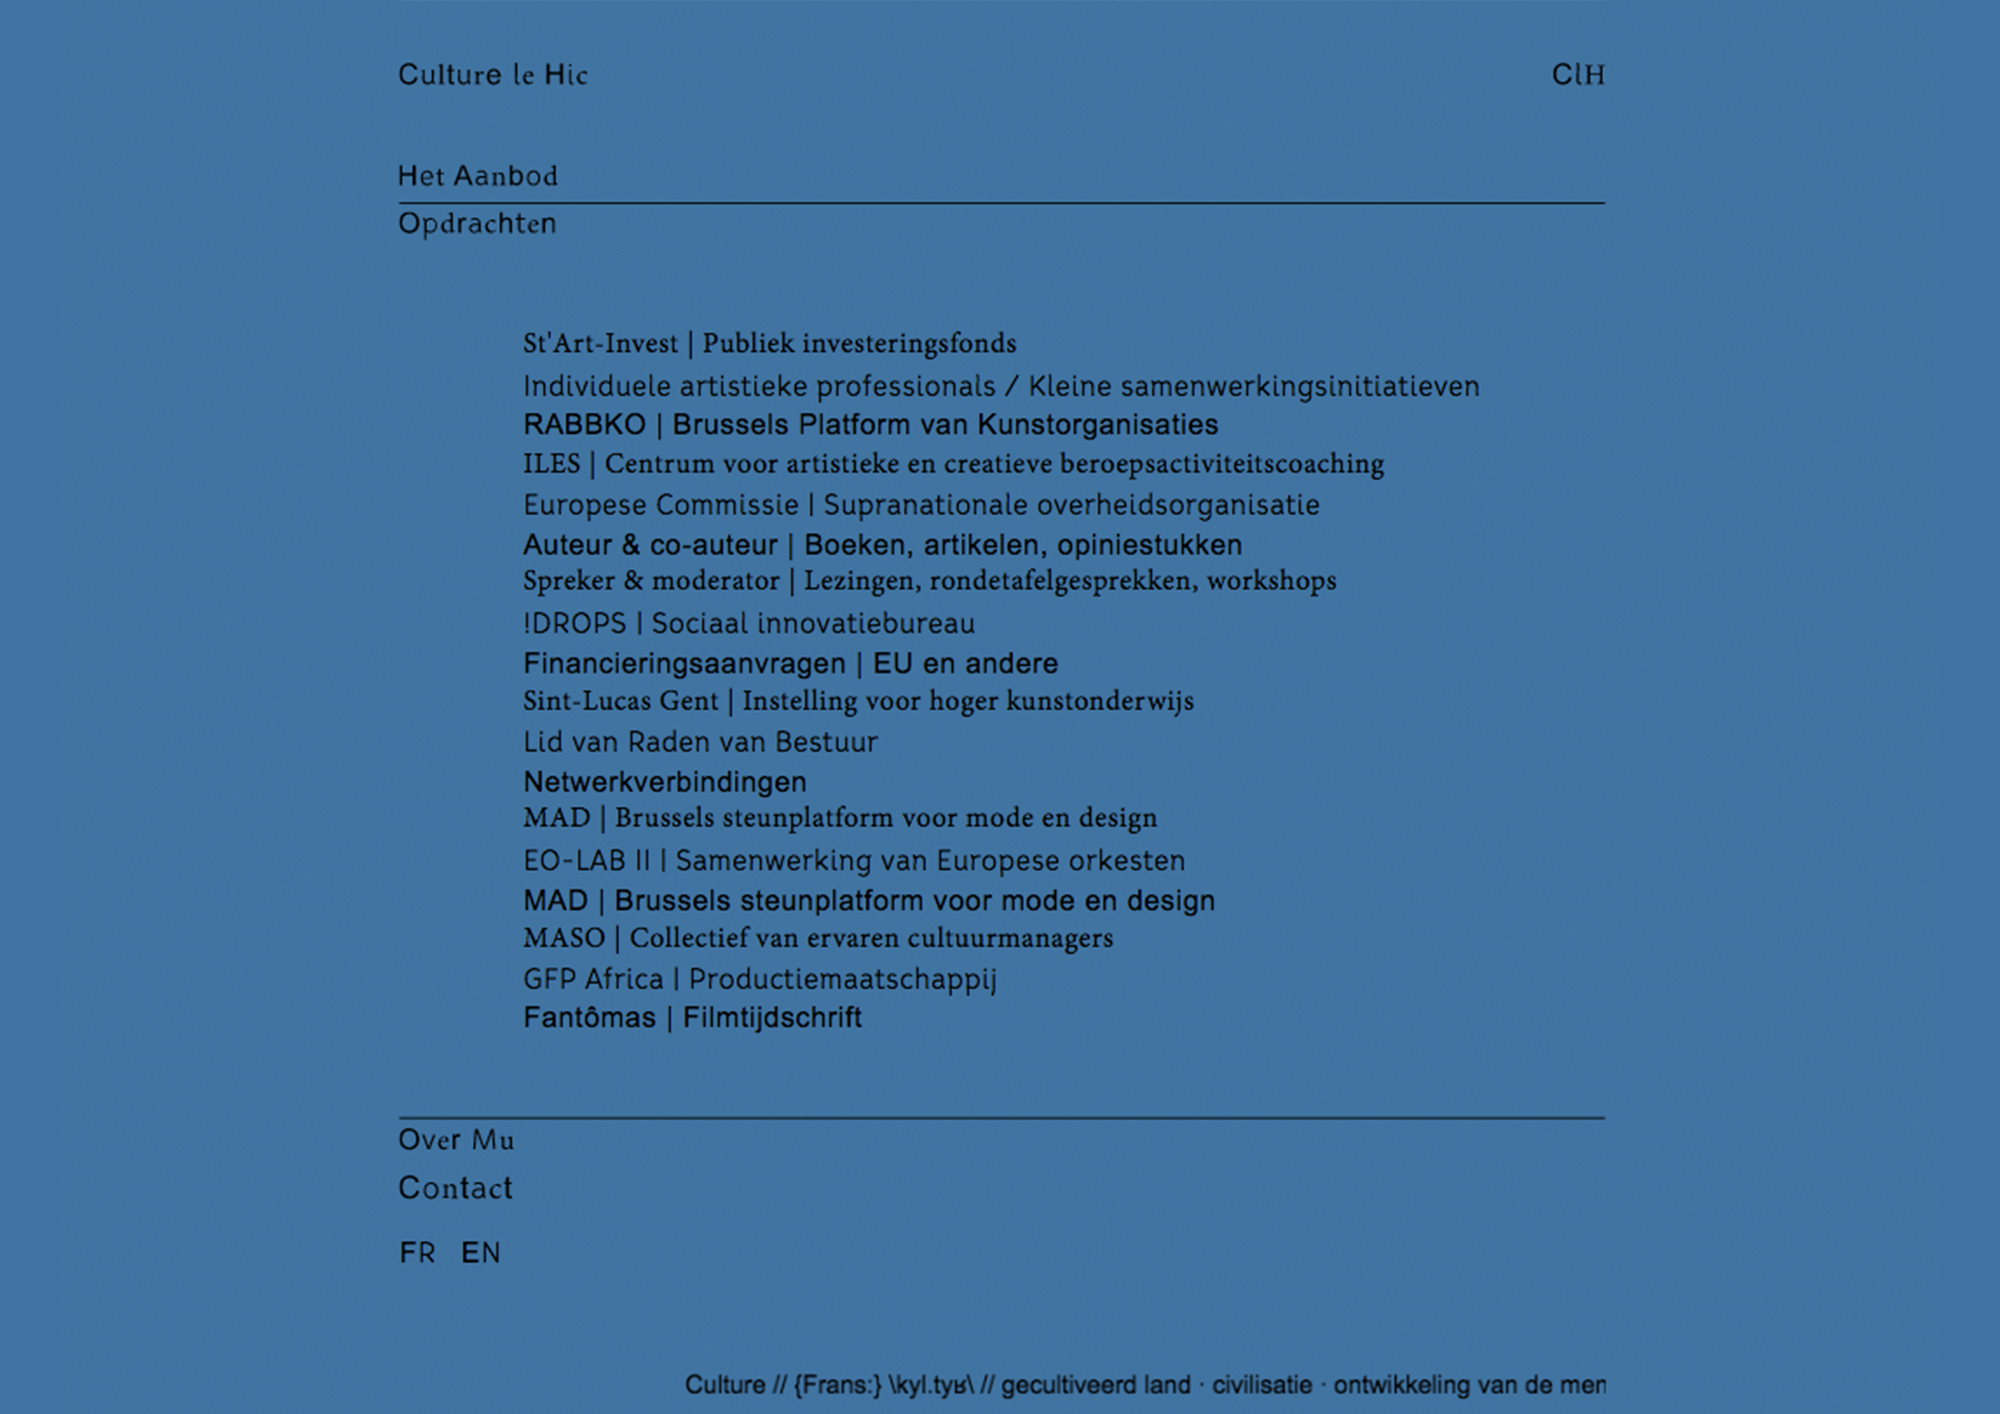 Culture le Hic
ClH
Het Aanbod
Opdrachten
St'Art-Invest | Publiek investeringsfonds
Individuele artistieke professionals / Kleine samenwerkingsinitiatieven
RABBKO | Brussels Platform van Kunstorganisaties
ILES | Centrum voor artistieke en creatieve beroepsactiviteitscoaching
Europese Commissie | Supranationale overheidsorganisatie
Auteur & co-auteur | Boeken, artikelen, opiniestukken
Spreker & moderator | Lezingen, rondetafelgesprekken, workshops
!DROPS | Sociaal innovatiebureau
Financieringsaanvragen | EU en andere
Sint-Lucas Gent | Instelling voor hoger kunstonderwijs
Lid van Raden van Bestuur
Netwerkverbindingen
MAD | Brussels steunplatform voor mode en design
EO-LAB II | Samenwerking van Europese orkesten
MAD | Brussels steunplatform voor mode en design
MASO | Collectief van ervaren cultuurmanagers
GFP Africa | Productiemaatschappij
Fantômas | Filmtijdschrift
Over Mu
Contact
FR EN
Culture // {Frans:} \kyl.tyʁ\ // gecultiveerd land · civilisatie · ontwikkeling van de men